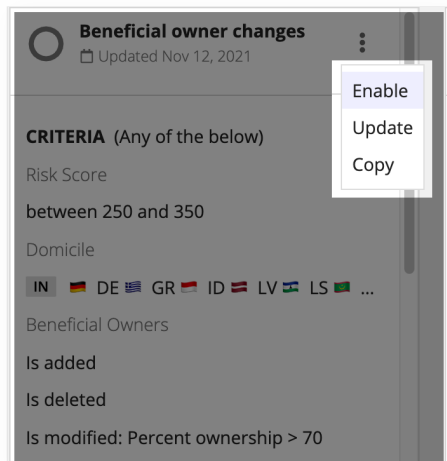 Beneficial owner changes
Updated Nov 12, 2021
Enable
Update
Copy
CRITERIA (Any of the below)
Risk Score
between 250 and 350
Domicile
IN DE GR ID LV LS ...
Beneficial Owners
Is added
Is deleted
Is modified: Percent ownership > 70